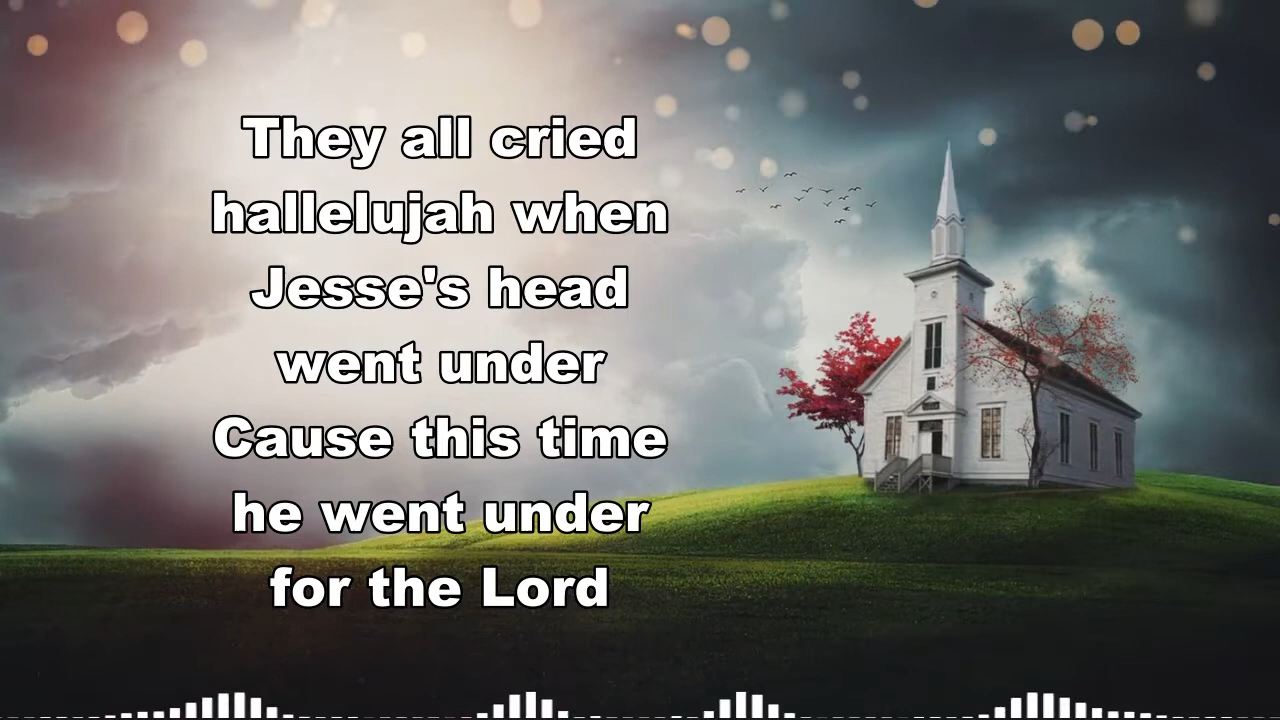 They all cried
hallelujah when
Jesse's head
went under
Cause this time
he went under
for the Lord